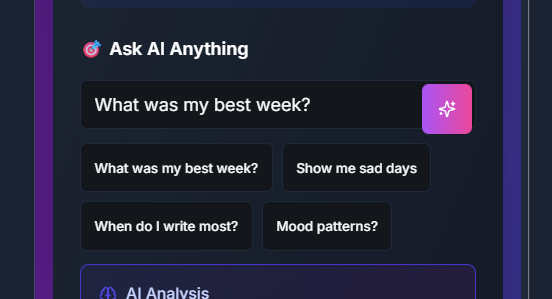 Ask AI Anything
What was my best week?
What was my best week? Show me sad days
When do I write most? Mood patterns?
AI Analysis